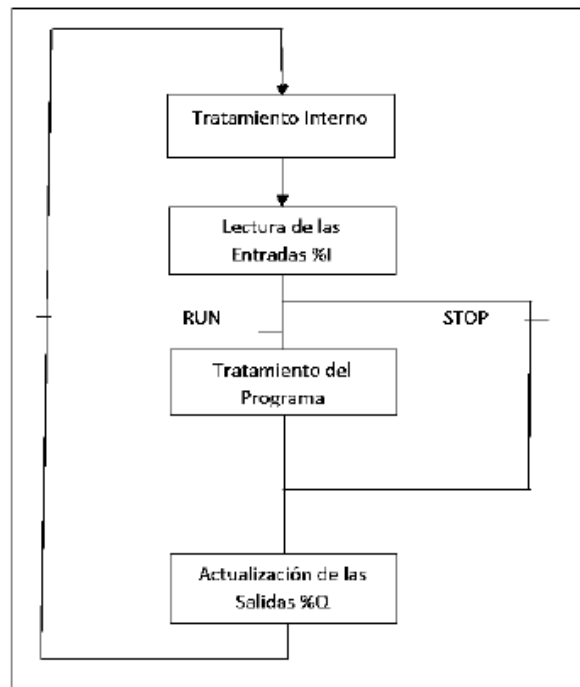 Tratamiento Interno
Lectura de las
Entradas %I
RUN
STOP
Tratamiento del
Programa
Actualización de las
Salidas %Q